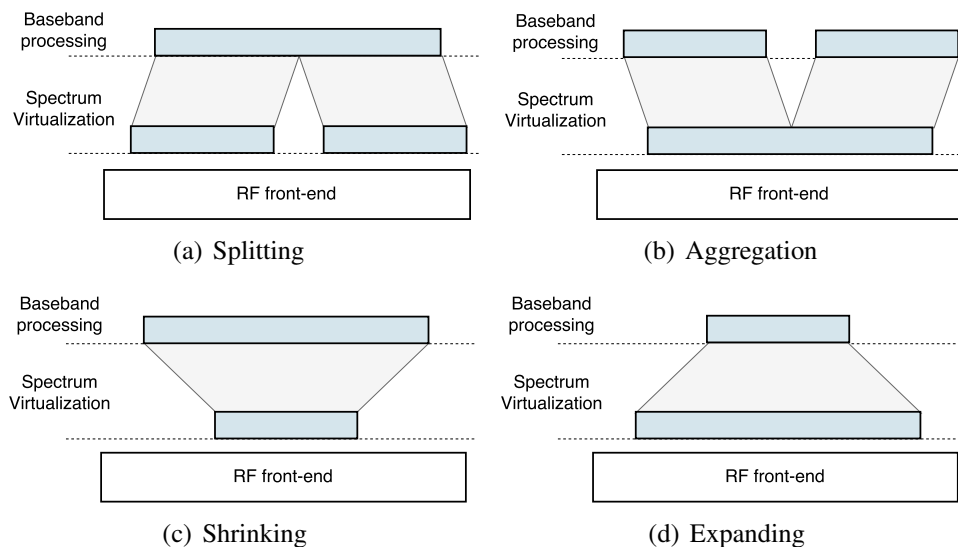 Baseband
processing
Spectrum
Virtualization
RF front-end
(a) Splitting
Baseband
processing
Spectrum
Virtualization
RF front-end
(b) Aggregation
Baseband
processing
Spectrum
Virtualization
RF front-end
(c) Shrinking
Baseband
processing
Spectrum
Virtualization
RF front-end
(d) Expanding